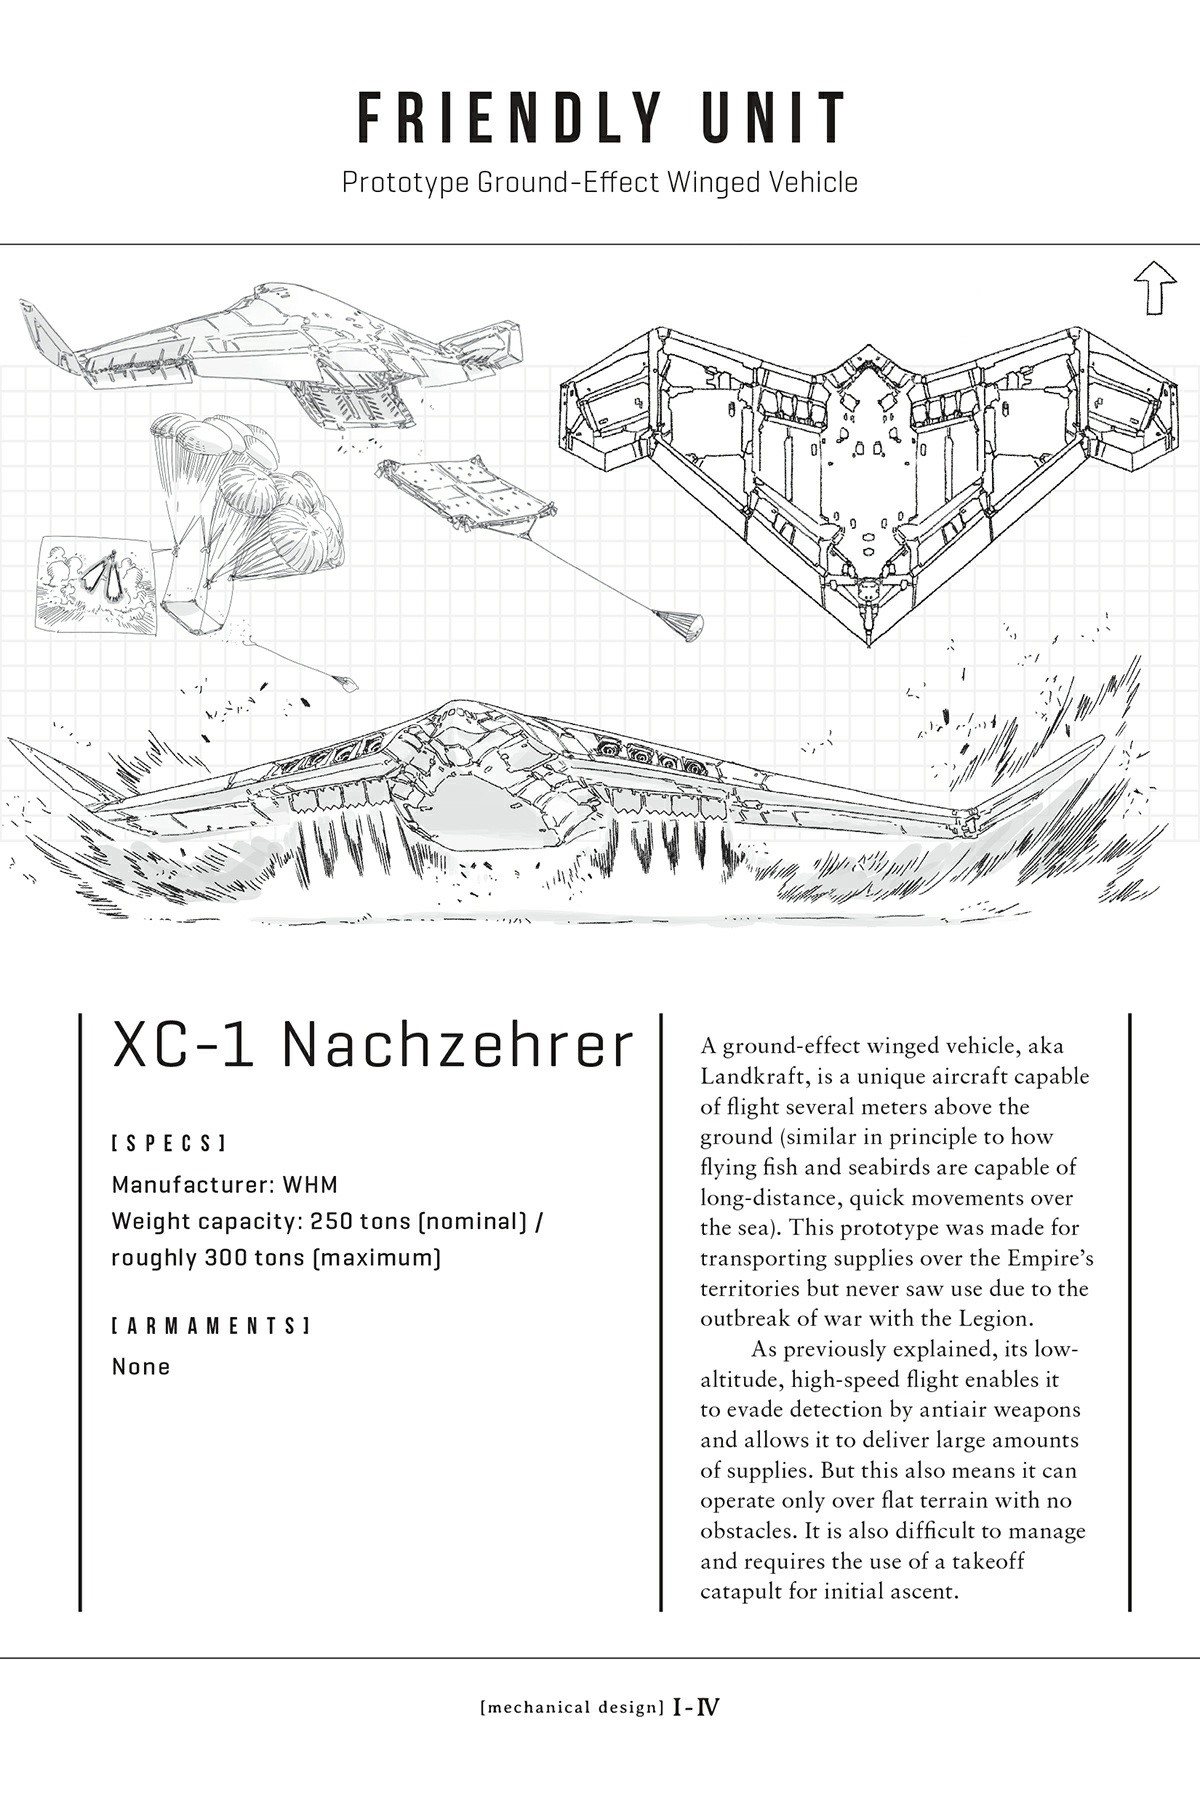 FRIENDLY UNIT
Prototype Ground-Effect Winged Vehicle
XC-1 Nachzehrer
[SPECS]
Manufacturer: WHM
Weight capacity: 250 tons (nominal) /
roughly 300 tons (maximum)
[ARMAMENTS]
None
A ground-effect winged vehicle, aka
Landkraft, is a unique aircraft capable
of flight several meters above the
ground (similar in principle to how
flying fish and seabirds are capable of
long-distance, quick movements over
the sea). This prototype was made for
transporting supplies over the Empire’s
territories but never saw use due to the
outbreak of war with the Legion.
As previously explained, its low-
altitude, high-speed flight enables it
to evade detection by antiair weapons
and allows it to deliver large amounts
of supplies. But this also means it can
operate only over flat terrain with no
obstacles. It is also difficult to manage
and requires the use of a takeoff
catapult for initial ascent.
[mechanical design] I-IV